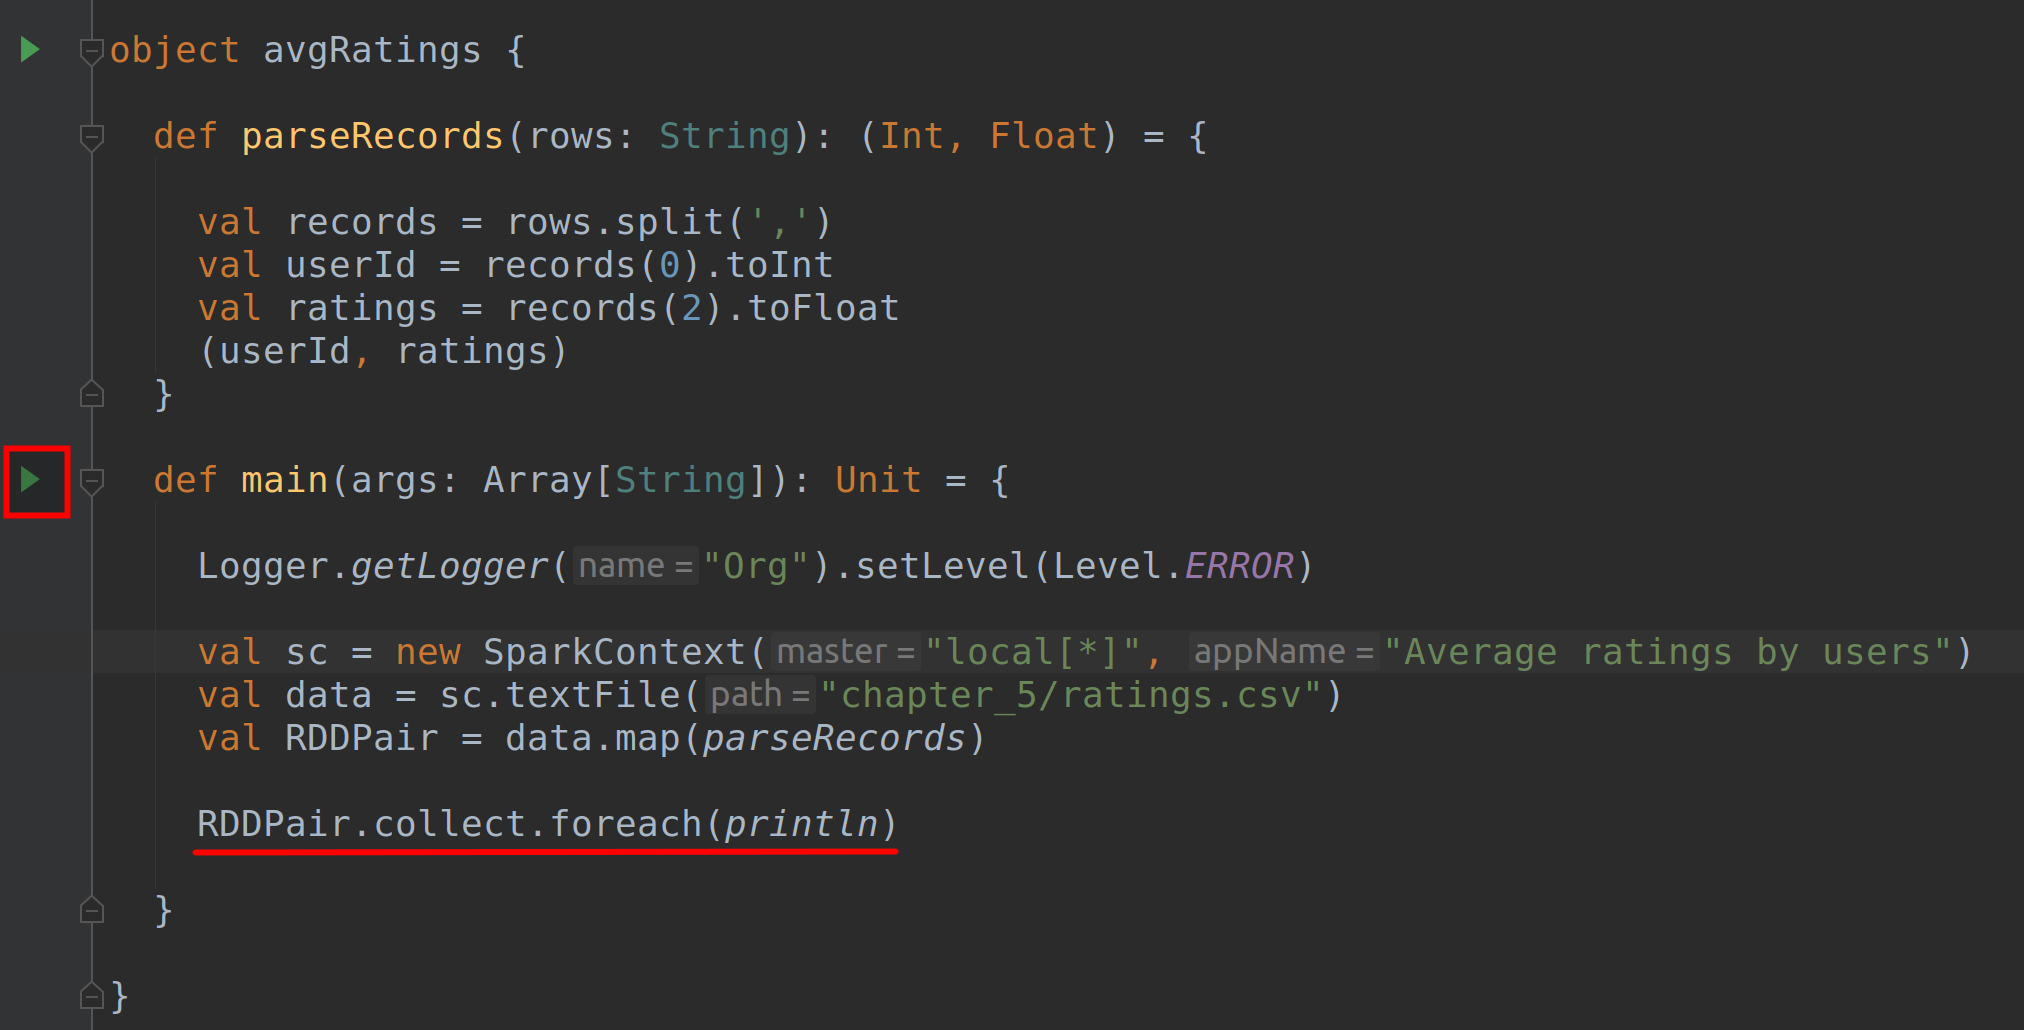 object avgRatings {
def parseRecords(rows: String): (Int, Float) = {
val records = rows.split(',')
val userId = records(0).toInt
val ratings = records(2).toFloat
(userId, ratings)
}
def main(args: Array[String]): Unit = {
Logger.getLogger( name = "Org").setLevel(Level.ERROR)
val sc = new SparkContext( master = "local[*]", appName = "Average ratings by users")
val data = sc.textFile( path = "chapter_5/ratings.csv")
val RDDPair = data.map(parseRecords)
RDDPair.collect.foreach(println)
}
}